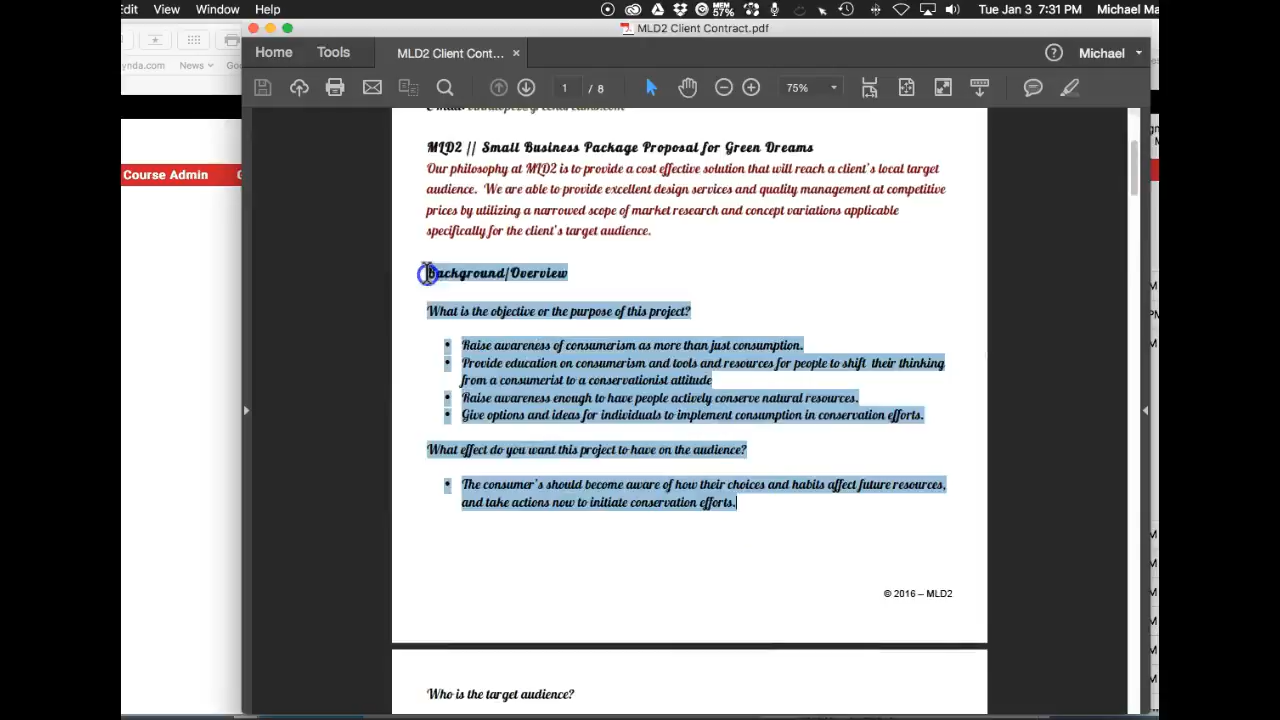 Edit View Window Help MEM 57% Tue Jan 3 7:31 PM Michael Ma
MLD2 Client Contract.pdf
Home Tools MLD2 Client Cont... × Michael
1 / 8 75%
ynda.com News
Course Admin
MLD2 // Small Business Package Proposal for Green Dreams
Our philosophy at MLD2 is to provide a cost effective solution that will reach a client's local target
audience. We are able to provide excellent design services and quality management at competitive
prices by utilizing a narrowed scope of market research and concept variations applicable
specifically for the client's target audience.
Background/Overview
What is the objective or the purpose of this project?
• Raise awareness of consumerism as more than just consumption.
• Provide education on consumerism and tools and resources for people to shift their thinking
from a consumerist to a conservationist attitude
• Raise awareness enough to have people actively conserve natural resources.
• Give options and ideas for individuals to implement consumption in conservation efforts.
What effect do you want this project to have on the audience?
• The consumer's should become aware of how their choices and habits affect future resources,
and take actions now to initiate conservation efforts.
© 2016 – MLD2
Who is the target audience?